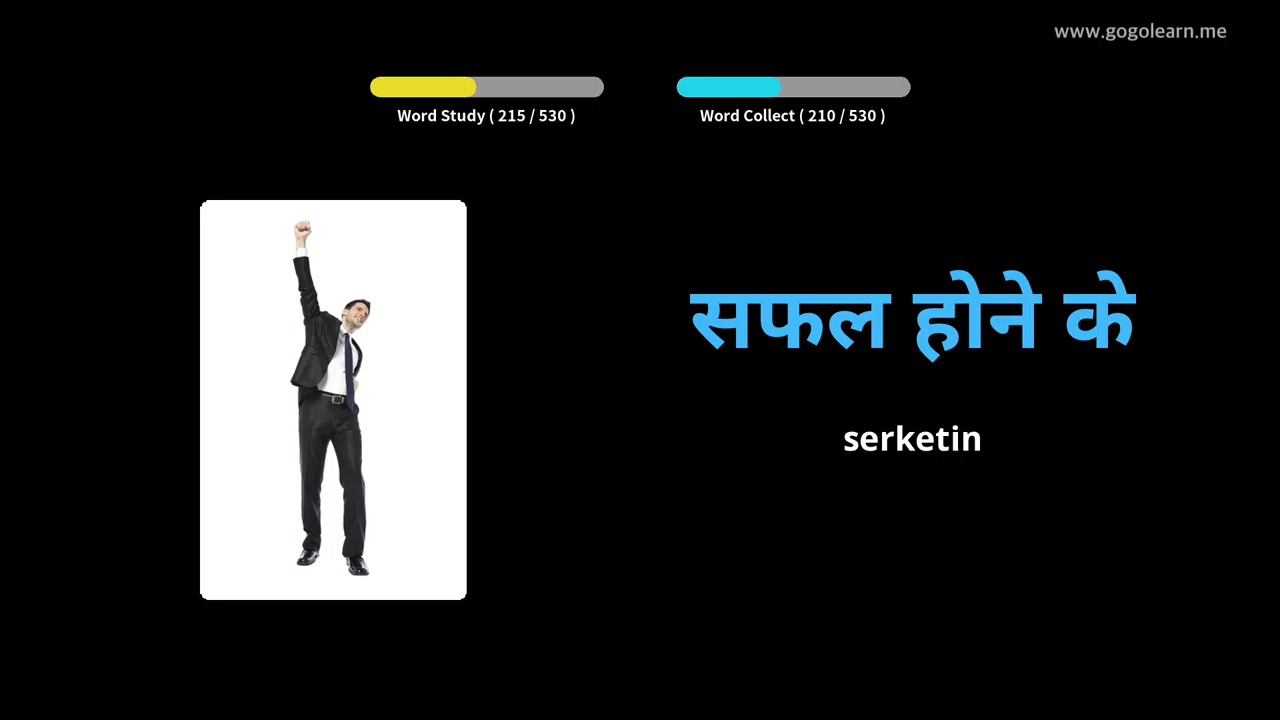 www.gogolearn.me
Word Study ( 215 / 530 )
Word Collect ( 210 / 530 )
सफल होने के
serketin